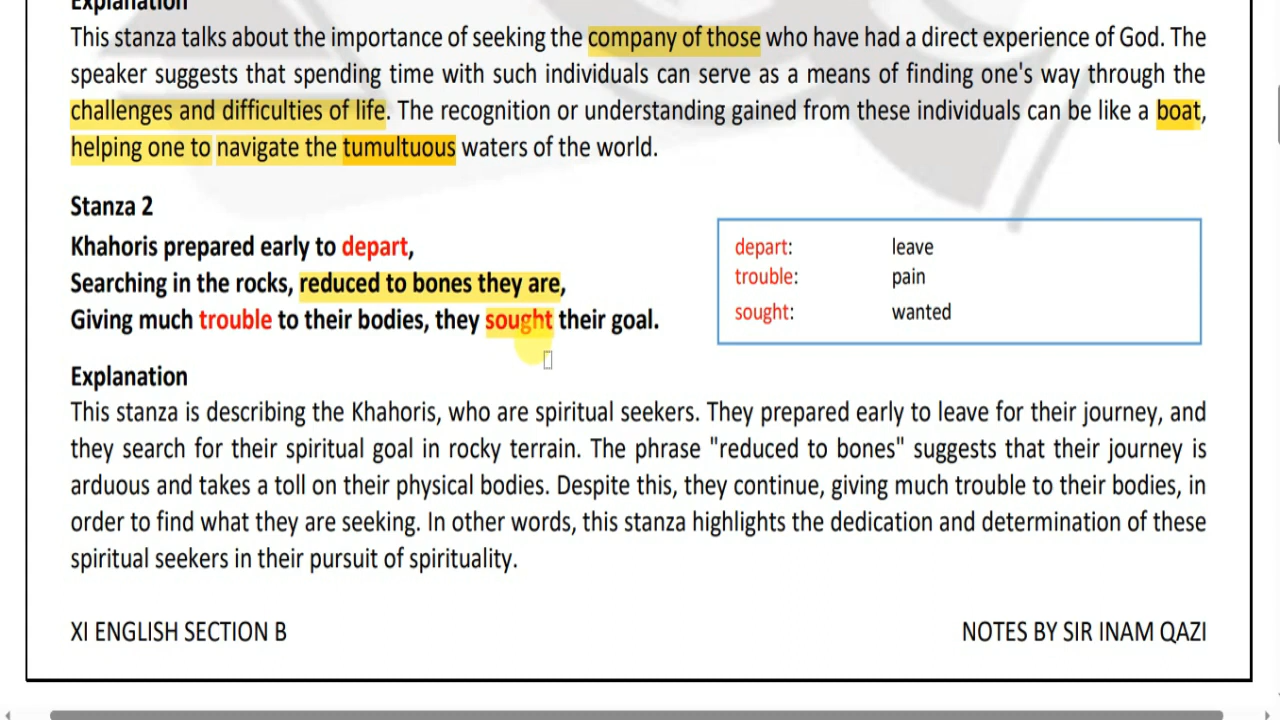 Explanation
This stanza talks about the importance of seeking the company of those who have had a direct experience of God. The
speaker suggests that spending time with such individuals can serve as a means of finding one's way through the
challenges and difficulties of life. The recognition or understanding gained from these individuals can be like a boat,
helping one to navigate the tumultuous waters of the world.
Stanza 2
Khahoris prepared early to depart,
Searching in the rocks, reduced to bones they are,
Giving much trouble to their bodies, they sought their goal.
depart: leave
trouble: pain
sought: wanted
Explanation
This stanza is describing the Khahoris, who are spiritual seekers. They prepared early to leave for their journey, and
they search for their spiritual goal in rocky terrain. The phrase "reduced to bones" suggests that their journey is
arduous and takes a toll on their physical bodies. Despite this, they continue, giving much trouble to their bodies, in
order to find what they are seeking. In other words, this stanza highlights the dedication and determination of these
spiritual seekers in their pursuit of spirituality.
XI ENGLISH SECTION B NOTES BY SIR INAM QAZI